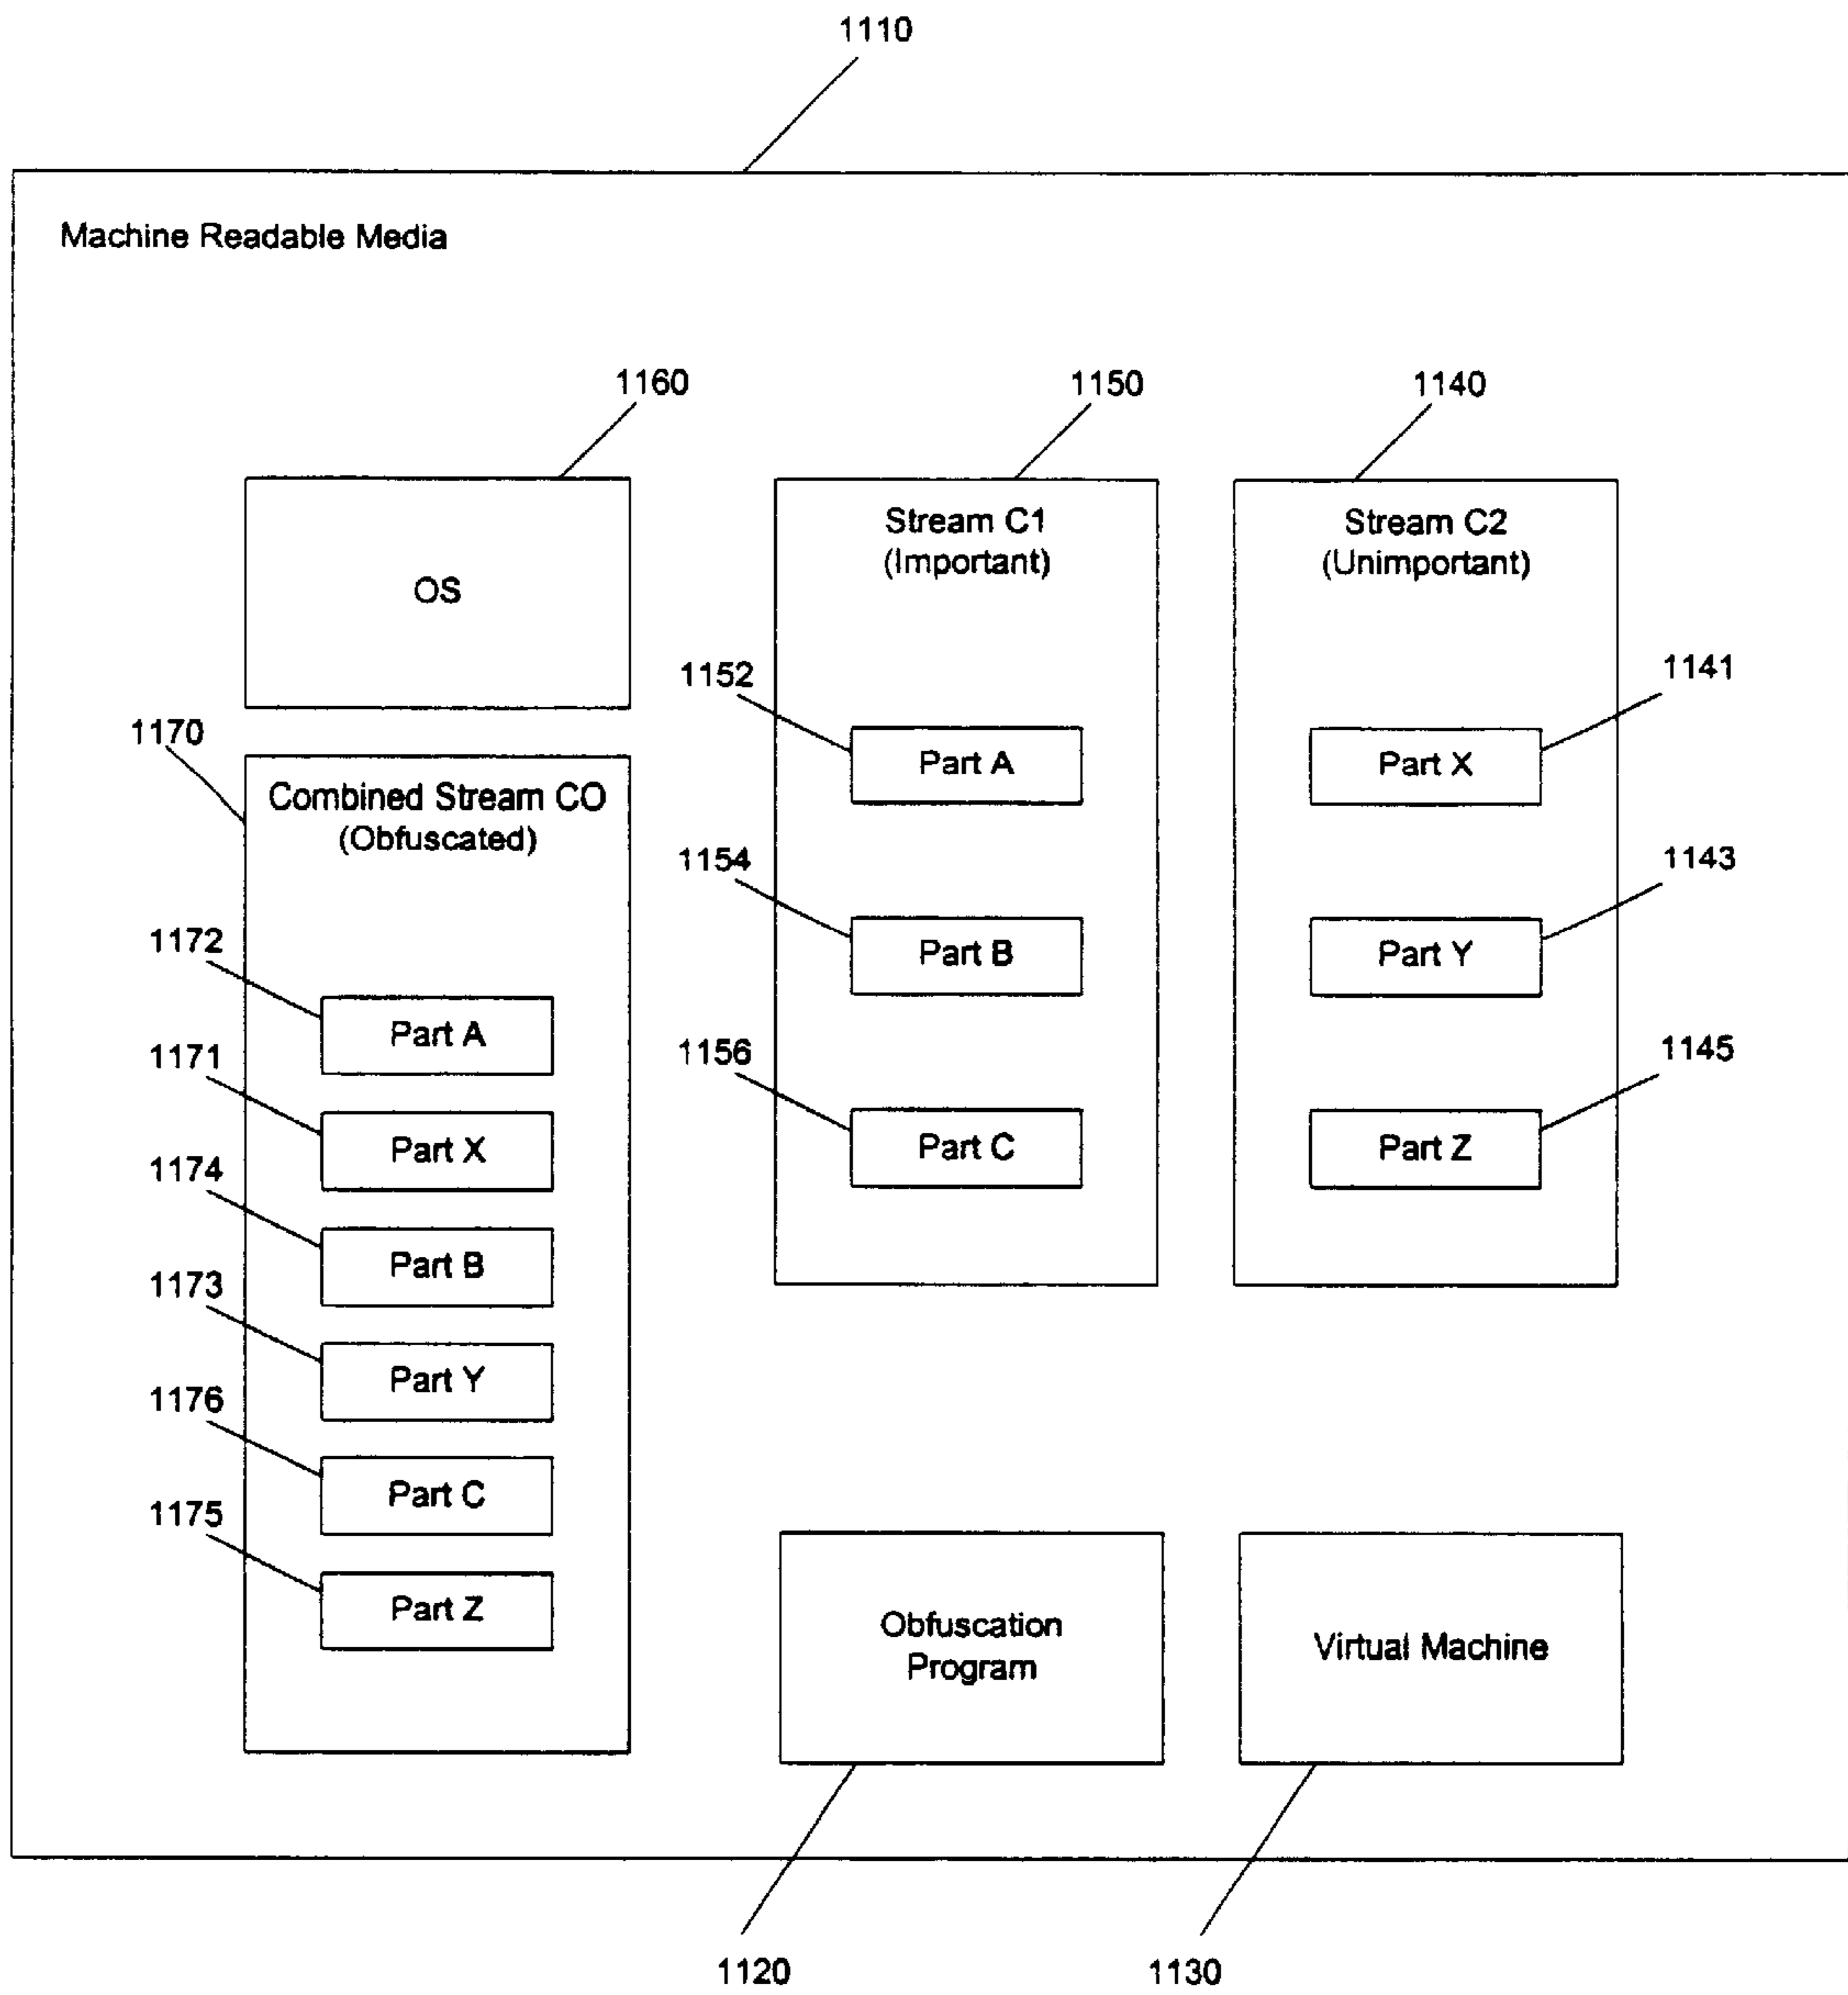 1110
Machine Readable Media
1160
1150
1140
OS
Stream C1
(Important)
Stream C2
(Unimportant)
1152
1141
Part A
Part X
1170
Combined Stream CO
(Obfuscated)
1154
1143
Part B
Part Y
1172
Part A
1156
1145
1171
Part X
Part C
Part Z
1174
Part B
1173
Part Y
1176
Part C
1175
Part Z
Obfuscation
Program
Virtual Machine
1120
1130